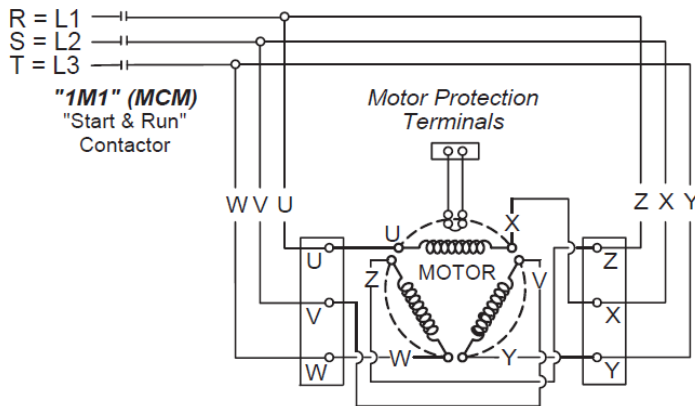 R = L1
S = L2
T = L3
"1M1" (MCM)
"Start & Run"
Contactor
Motor Protection
Terminals
W V U
Z X Y
U
V
W
U
X
Z
MOTOR
V
W
Y
Z
X
Y